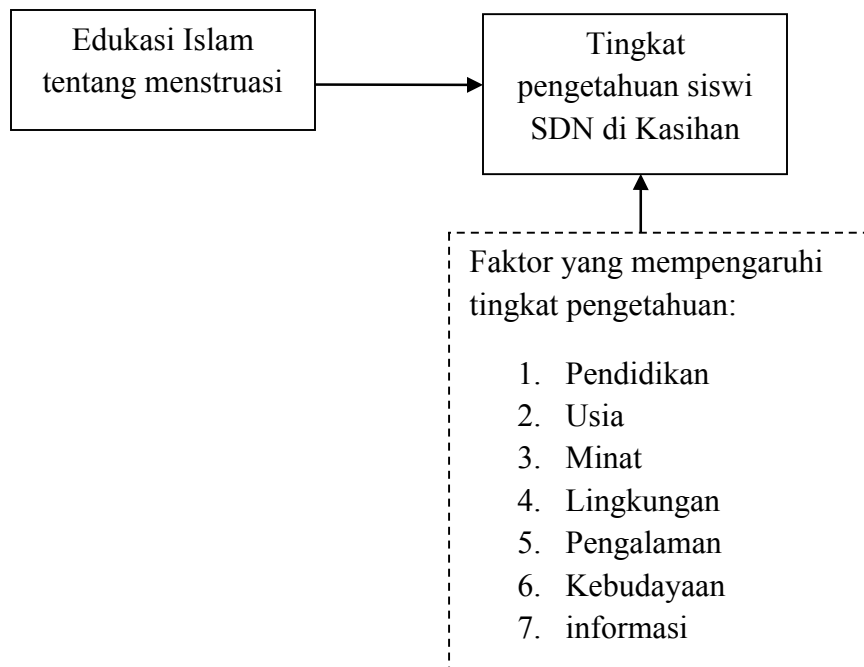 Edukasi Islam
tentang menstruasi
Tingkat
pengetahuan siswi
SDN di Kasihan
Faktor yang mempengaruhi
tingkat pengetahuan:
1. Pendidikan
2. Usia
3. Minat
4. Lingkungan
5. Pengalaman
6. Kebudayaan
7. informasi